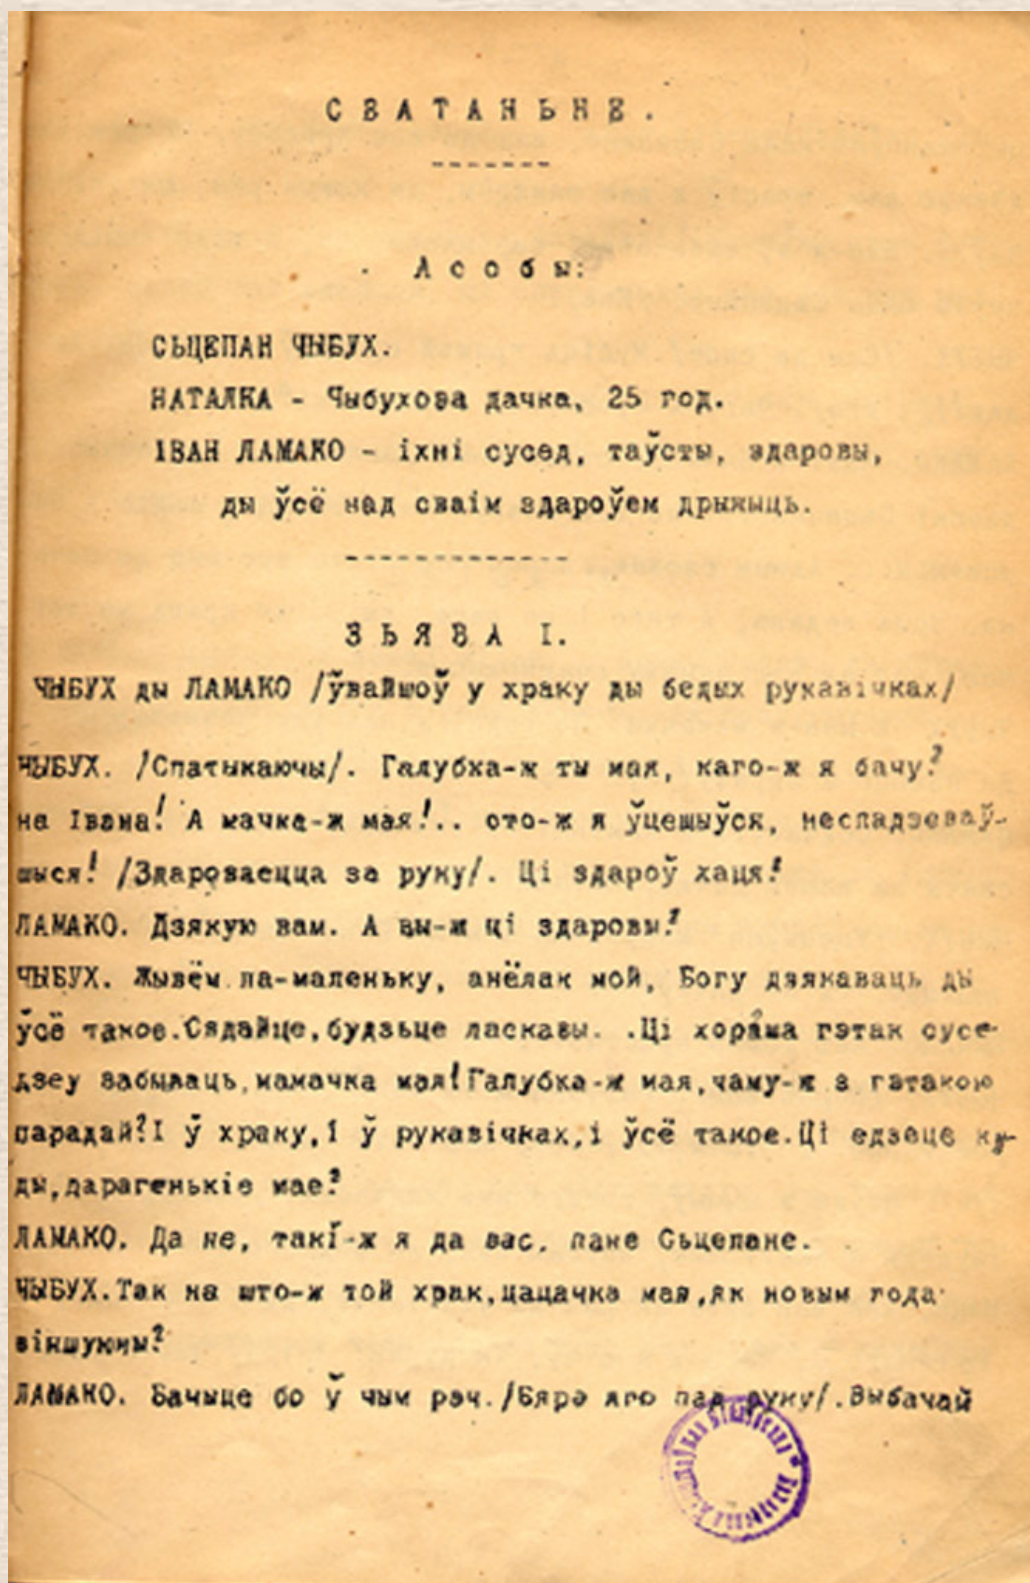 СВАТАНЬНЕ.
Асобы:
СЬЦЕПАН ЧЫБУХ.
НАТАЛКА - Чыбухова дачка, 25 год.
ІВАН ЛАМАКО - іхні сусед, таўсты, здаровы,
ды ўсё над сваім здароўем дрыжыць.
ЗЬЯВА I.
ЧЫБУХ ды ЛАМАКО /ўвайшоў у храку ды бедых рукавічках/
ЧЫБУХ. /Спатыкаючы/. Галубка-ж ты мая, каго-ж я бачу?
на Івана! А мачка-ж мая!.. ото-ж я ўцешыўся, неспадзеваў-
шыся! /Здароваецца за руку/. Ці здароў хаця!
ЛАМАКО. Дзякую вам. А вы-ж ці здаровы?
ЧЫБУХ. Жывём па-маленьку, анёлак мой, Богу дзякаваць ды
ўсё такое. Сядайце, будзьце ласкавы. .Ці хораша гэтак сусе-
дзеу забываць, мамачка мая! Галубка-ж мая, чаму-ж з гэтакою
парадай? І ў храку, і ў рукавічках, і ўсё такое. Ці едзеце ку-
ды, дарагенькіе мае?
ЛАМАКО. Да не, такі-ж я да вас, пане Сьцепане.
ЧЫБУХ. Так на што-ж той храк, цацачка мая, як новым года
віншуюны?
ЛАМАКО. Бачыце бо ў чым рэч. /Бярэ яго пад руку/. Выбачай